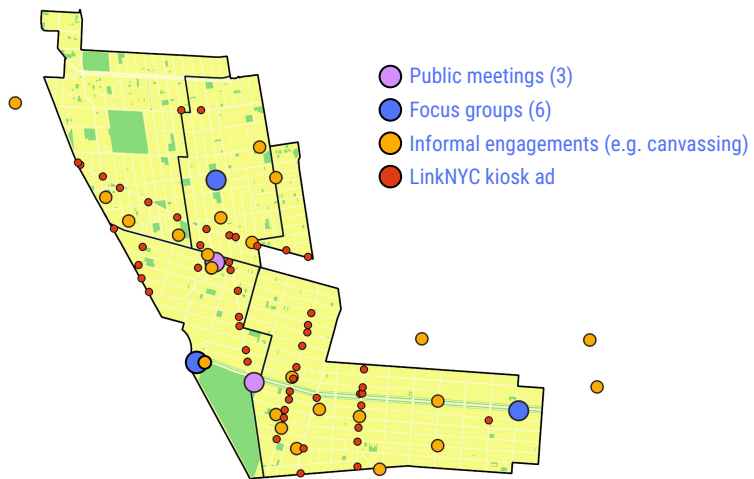 Public meetings (3)
Focus groups (6)
Informal engagements (e.g. canvassing)
LinkNYC kiosk ad